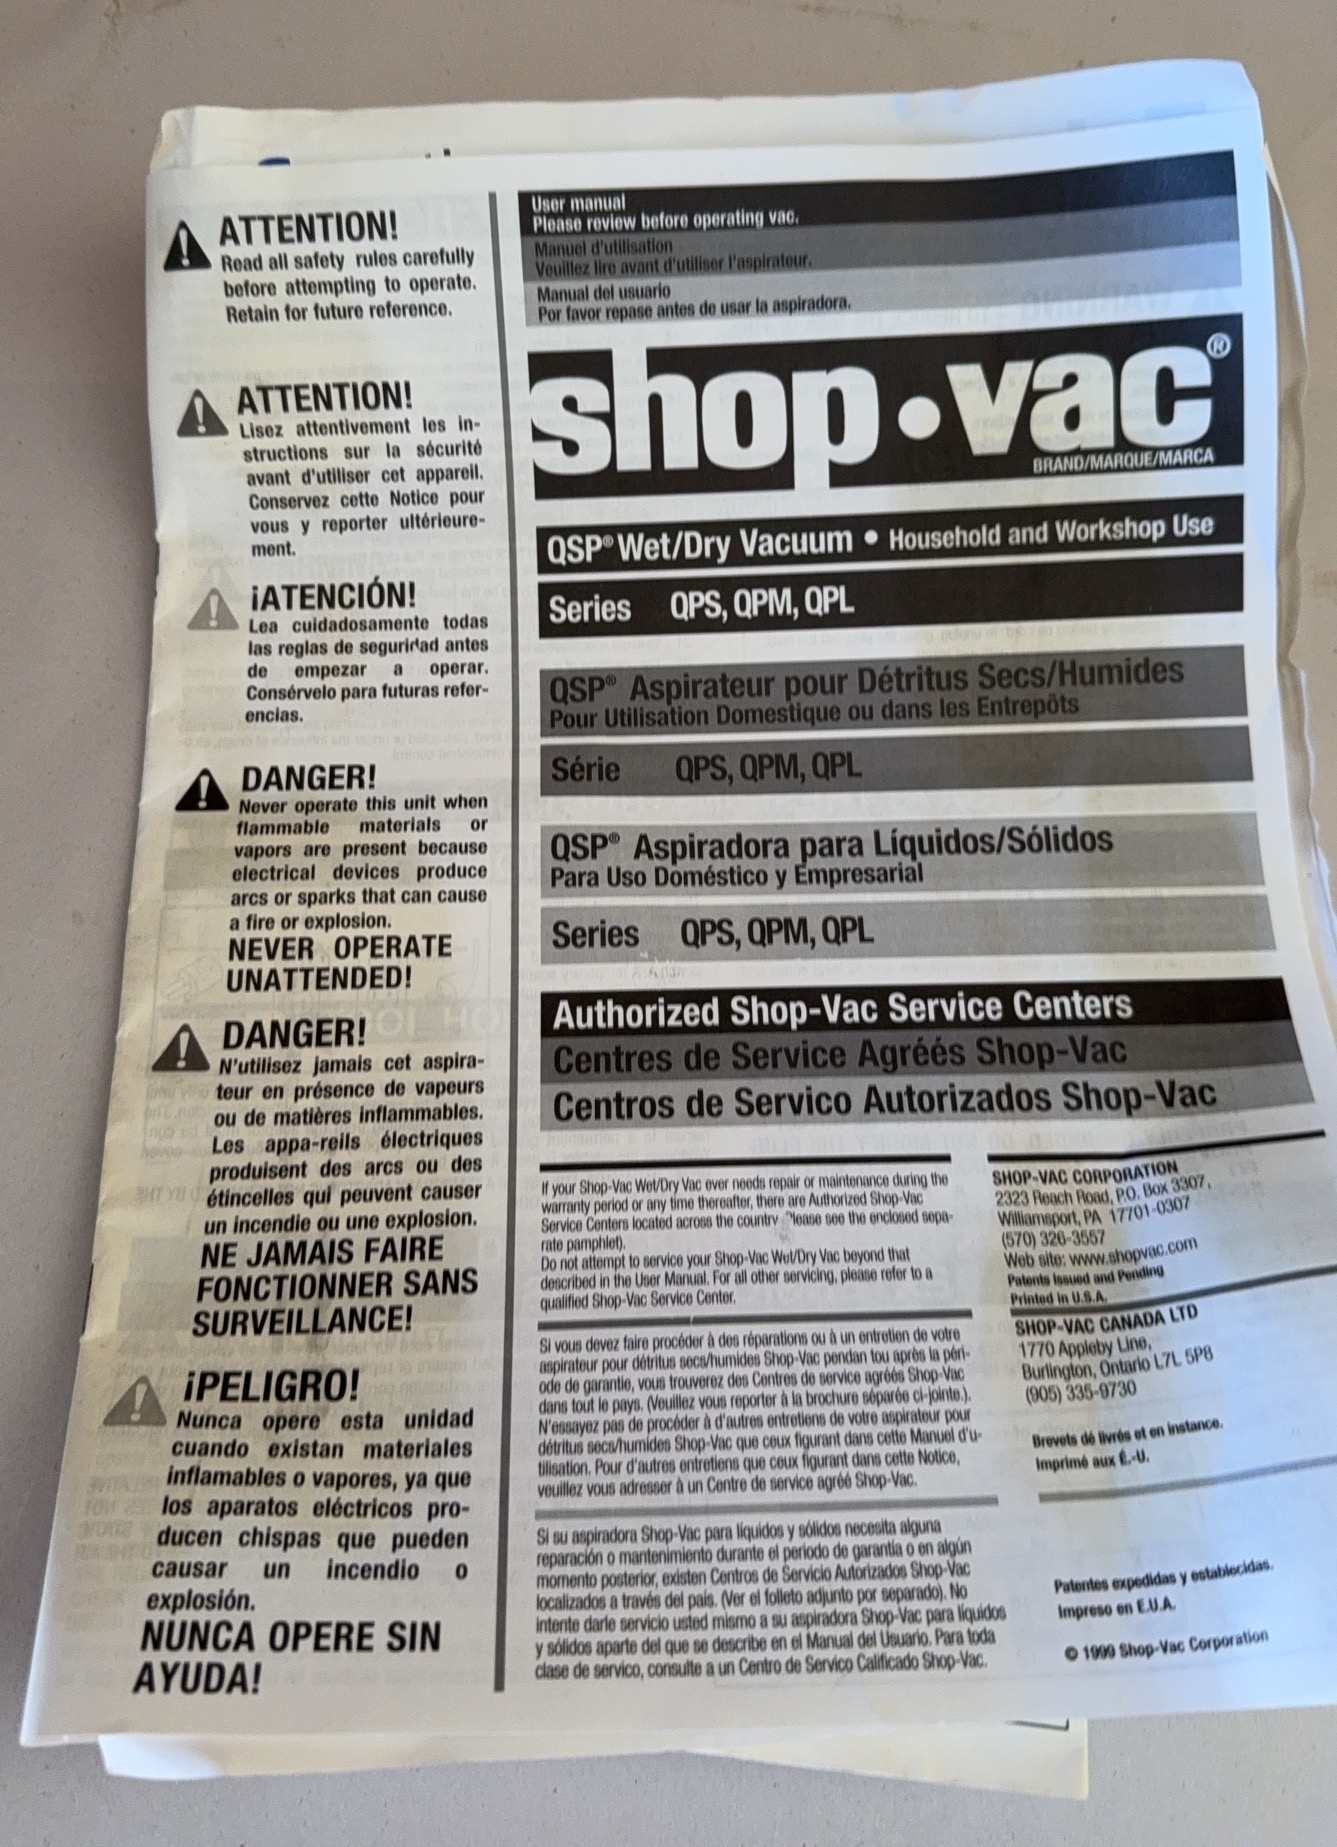 ATTENTION!
Read all safety rules carefully
before attempting to operate.
Retain for future reference.
ATTENTION!
Lisez attentivement les in-
structions sur la sécurité
avant d'utiliser cet appareil.
Conservez cette Notice pour
vous y reporter ultérieure-
ment.
¡ATENCIÓN!
Lea cuidadosamente todas
las reglas de seguridad antes
de empezar a operar.
Consérvelo para futuras refer-
encias.
DANGER!
Never operate this unit when
flammable materials or
vapors are present because
electrical devices produce
arcs or sparks that can cause
a fire or explosion.
NEVER OPERATE
UNATTENDED!
DANGER!
N'utilisez jamais cet aspira-
teur en présence de vapeurs
ou de matières inflammables.
Les appa-reils électriques
produisent des arcs ou des
étincelles qui peuvent causer
un incendie ou une explosion.
NE JAMAIS FAIRE
FONCTIONNER SANS
SURVEILLANCE!
¡PELIGRO!
Nunca opere esta unidad
cuando existan materiales
inflamables o vapores, ya que
los aparatos eléctricos pro-
ducen chispas que pueden
causar un incendio o
explosión.
NUNCA OPERE SIN
AYUDA!
User manual
Please review before operating vac.
Manuel d'utilisation
Veuillez lire avant d'utiliser l'aspirateur.
Manual del usuario
Por favor repase antes de usar la aspiradora.
shop•vac®
BRAND/MARQUE/MARCA
QSP® Wet/Dry Vacuum • Household and Workshop Use
Series QPS, QPM, QPL
QSP® Aspirateur pour Détritus Secs/Humides
Pour Utilisation Domestique ou dans les Entrepôts
Série QPS, QPM, QPL
QSP® Aspiradora para Líquidos/Sólidos
Para Uso Doméstico y Empresarial
Series QPS, QPM, QPL
Authorized Shop-Vac Service Centers
Centres de Service Agréés Shop-Vac
Centros de Servico Autorizados Shop-Vac
If your Shop-Vac Wet/Dry Vac ever needs repair or maintenance during the
warranty period or any time thereafter, there are Authorized Shop-Vac
Service Centers located across the country (Please see the enclosed sepa-
rate pamphlet).
Do not attempt to service your Shop-Vac Wet/Dry Vac beyond that
described in the User Manual. For all other servicing, please refer to a
qualified Shop-Vac Service Center.
Si vous devez faire procéder à des réparations ou à un entretien de votre
aspirateur pour détritus secs/humides Shop-Vac pendan tou après la péri-
ode de garantie, vous trouverez des Centres de service agréés Shop-Vac
dans tout le pays. (Veuillez vous reporter à la brochure séparée ci-jointe.).
N'essayez pas de procéder à d'autres entretiens de votre aspirateur pour
détritus secs/humides Shop-Vac que ceux figurant dans cette Manuel d'u-
tilisation. Pour d'autres entretiens que ceux figurant dans cette Notice,
veuillez vous adresser à un Centre de service agréé Shop-Vac.
Si su aspiradora Shop-Vac para líquidos y sólidos necesita alguna
reparación o mantenimiento durante el periodo de garantía o en algún
momento posterior, existen Centros de Servicio Autorizados Shop-Vac
localizados a través del país. (Ver el folleto adjunto por separado). No
intente darle servicio usted mismo a su aspiradora Shop-Vac para líquidos
y sólidos aparte del que se describe en el Manual del Usuario. Para toda
clase de servico, consulte a un Centro de Servico Calificado Shop-Vac.
SHOP-VAC CORPORATION
2323 Reach Road, P.O. Box 3307,
Williamsport, PA 17701-0307
(570) 326-3557
Web site: www.shopvac.com
Patents Issued and Pending
Printed in U.S.A.
SHOP-VAC CANADA LTD
1770 Appleby Line,
Burlington, Ontario L7L 5P8
(905) 335-9730
Brevets dé livrés et en instance.
Imprimé aux É.-U.
Patentes expedidas y establecidas.
Impreso en E.U.A.
© 1999 Shop-Vac Corporation